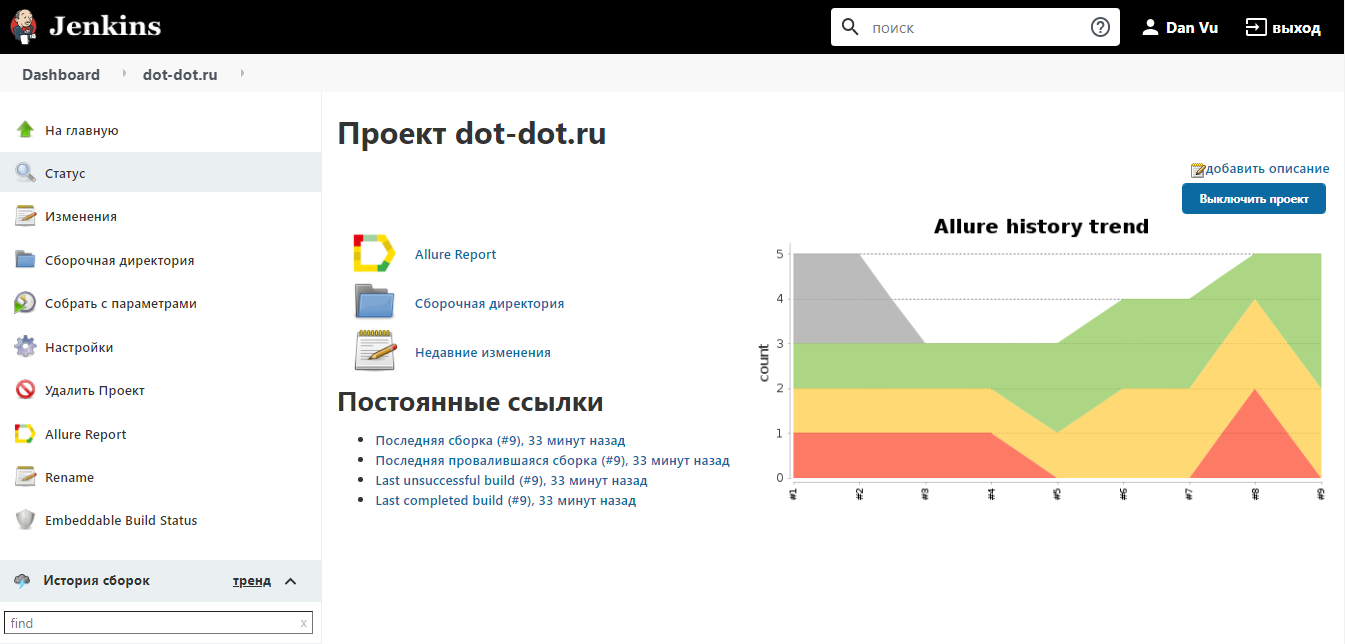 Jenkins
поиск
Dan Vu
выход
Dashboard
dot-dot.ru
На главную
Статус
Изменения
Сборочная директория
Собрать с параметрами
Настройки
Удалить Проект
Allure Report
Rename
Embeddable Build Status
История сборок
тренд
find
x
Проект dot-dot.ru
добавить описание
Выключить проект
Allure Report
Сборочная директория
Недавние изменения
Постоянные ссылки
Последняя сборка (#9), 33 минут назад
Последняя провалившаяся сборка (#9), 33 минут назад
Last unsuccessful build (#9), 33 минут назад
Last completed build (#9), 33 минут назад
Allure history trend
count
5
4
3
2
1
0
#1
#2
#3
#4
#5
#6
#7
#8
#9